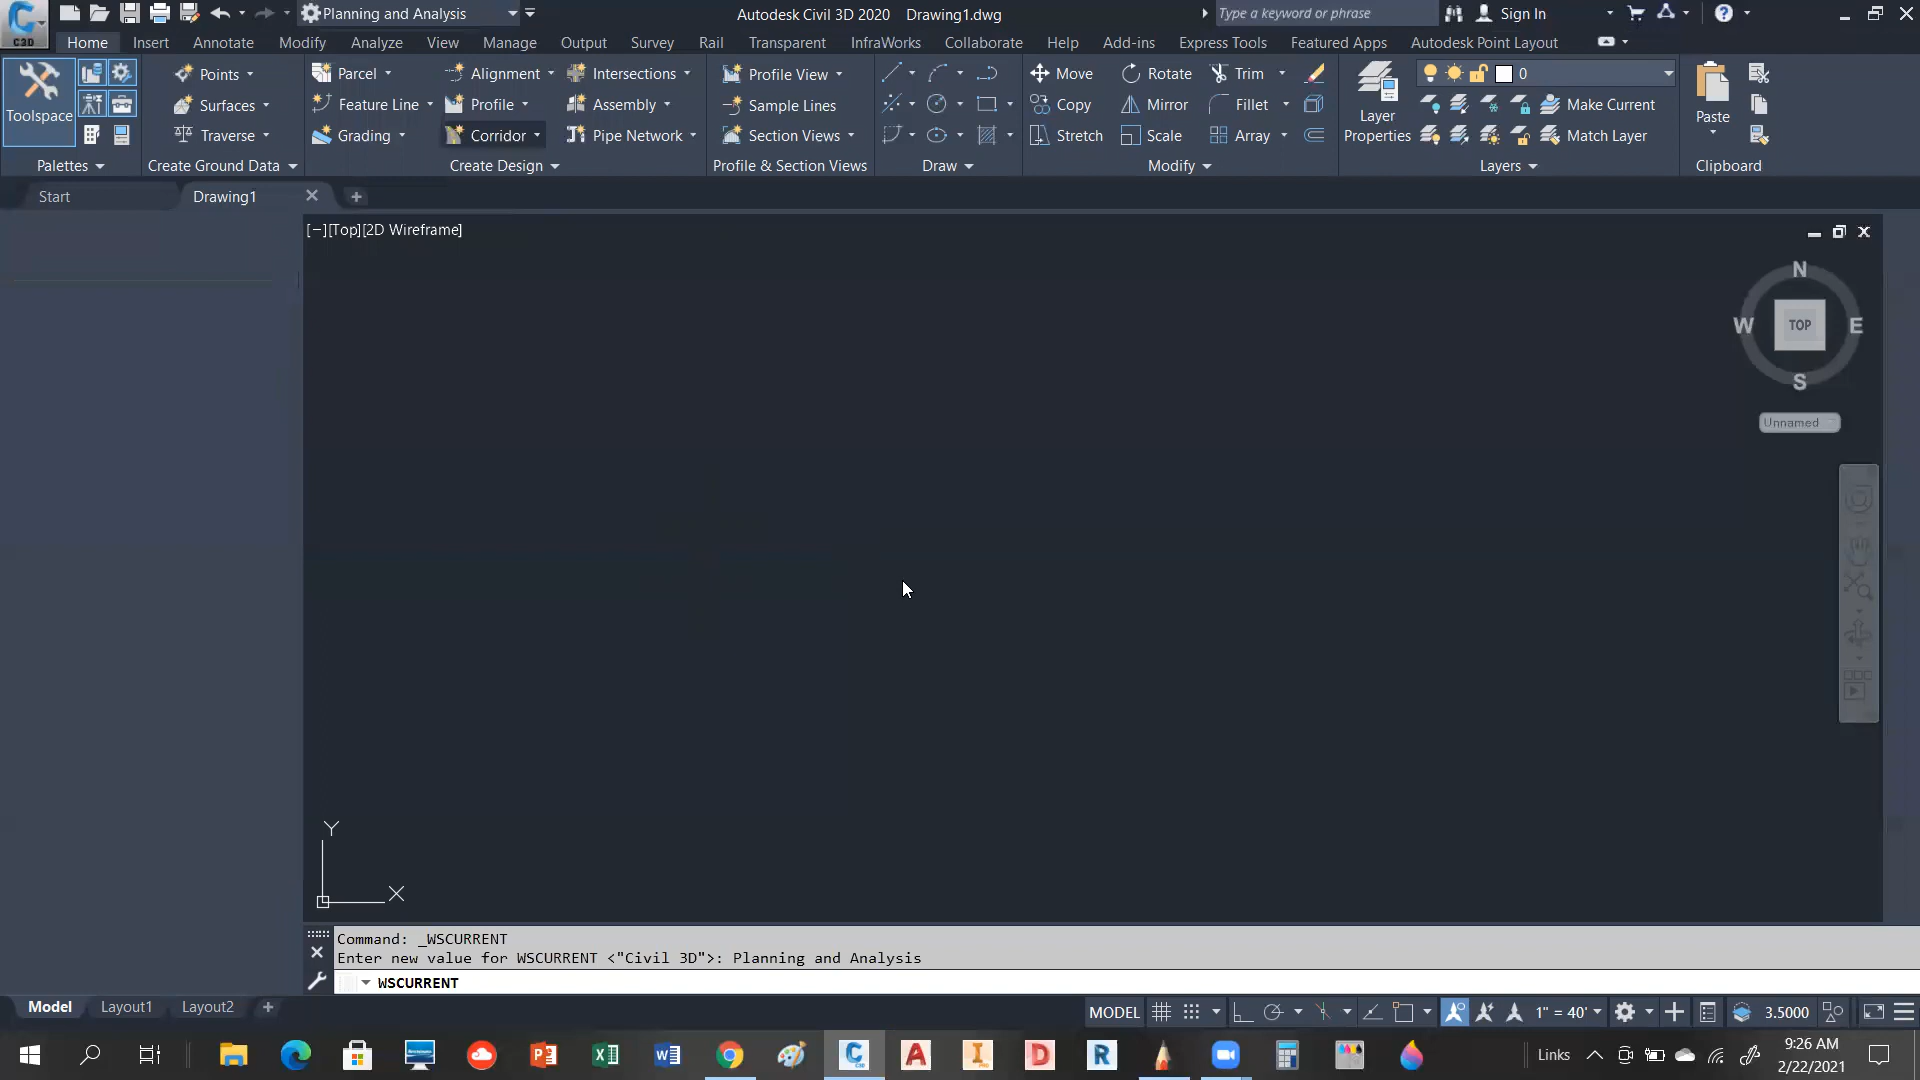 C3D
Planning and Analysis
Autodesk Civil 3D 2020 Drawing1.dwg
Type a keyword or phrase
Sign In
?
Home Insert Annotate Modify Analyze View Manage Output Survey Rail Transparent InfraWorks Collaborate Help Add-ins Express Tools Featured Apps Autodesk Point Layout
Toolspace
Points
Surfaces
Traverse
Parcel
Feature Line
Grading
Alignment
Profile
Corridor
Intersections
Assembly
Pipe Network
Profile View
Sample Lines
Section Views
Move
Copy
Stretch
Rotate
Mirror
Scale
Trim
Fillet
Array
Layer
Properties
0
Make Current
Match Layer
Paste
Palettes
Create Ground Data
Create Design
Profile & Section Views
Draw
Modify
Layers
Clipboard
Start Drawing1
[−][Top][2D Wireframe]
N
W TOP E
S
Unnamed
Y
X
Command: _WSCURRENT
Enter new value for WSCURRENT <"Civil 3D">: Planning and Analysis
WSCURRENT
Model Layout1 Layout2
MODEL 1" = 40' 3.5000
Links
9:26 AM
2/22/2021